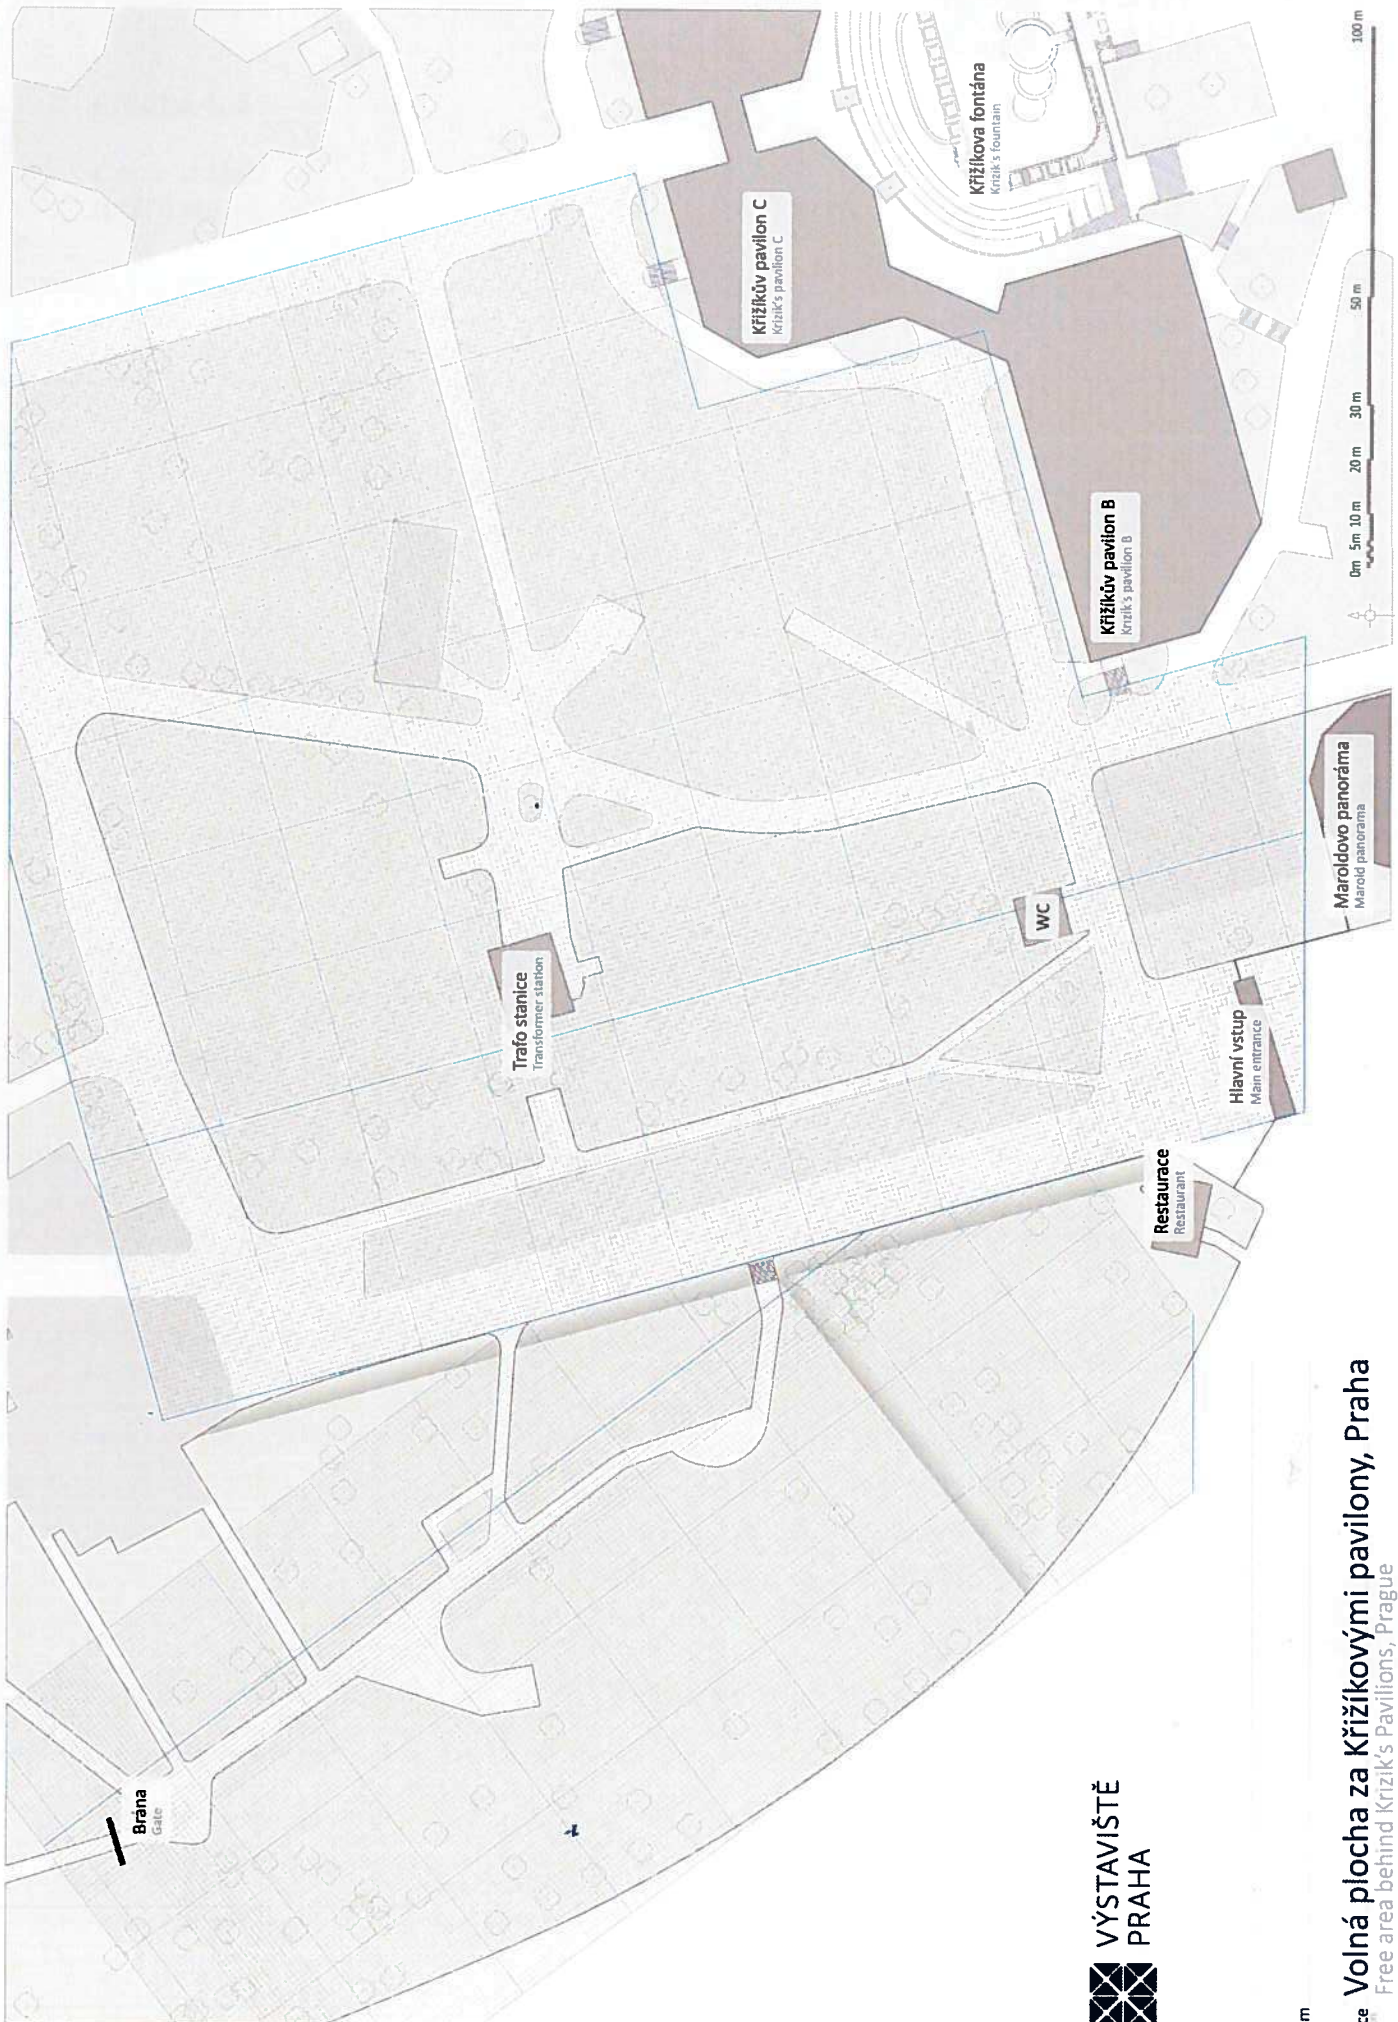 Brána
Gate
Trafo stanice
Transformer station
WC
Křižíkův pavilon C
Krizik's pavilion C
Křižíkova fontána
Krizik's fountain
Křižíkův pavilon B
Krizik's pavilion B
Restaurace
Restaurant
Hlavní vstup
Main entrance
Maroldovo panoráma
Marold panorama
0m 5m 10 m 20 m 30 m 50 m 100 m
VÝSTAVIŠTĚ
PRAHA
m
ce Volná plocha za Křižíkovými pavilony, Praha
Free area behind Krizik's Pavilions, Prague